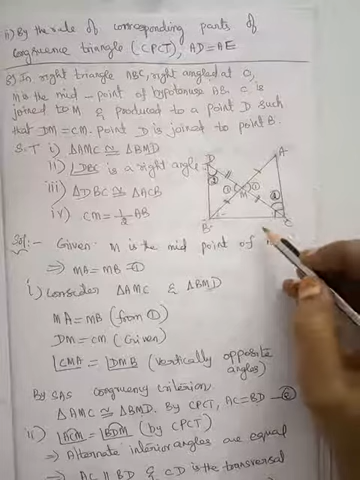 ii) By the rule of corresponding parts of
congruence triangle (CPCT), AD = AE
8) In right triangle ABC, right angled at C,
M is the mid-point of hypotonuse AB. C is
joined to M & produced to a point D such
that DM = CM. Point D is joined to point B.
S.T i) ΔAMC ≅ ΔBMD
ii) ∠DBC is a right angle.
iii) ΔDBC ≅ ΔACB
iv) CM = 1/2 AB
D
A
M
B
C
Sol:- Given: M is the mid point of
⇒ MA = MB - ①
i) Consider ΔAMC & ΔBMD
MA = MB (from ①)
DM = CM (Given)
∠CMA = ∠DMB (vertically opposite
angles)
By SAS congruency criterion.
ΔAMC ≅ ΔBMD. By CPCT, AC = BD - ②
ii) ∠ACM = ∠BDM (by CPCT)
⇒ Alternate interior angles are equal
⇒ AC || BD & CD is the transversal